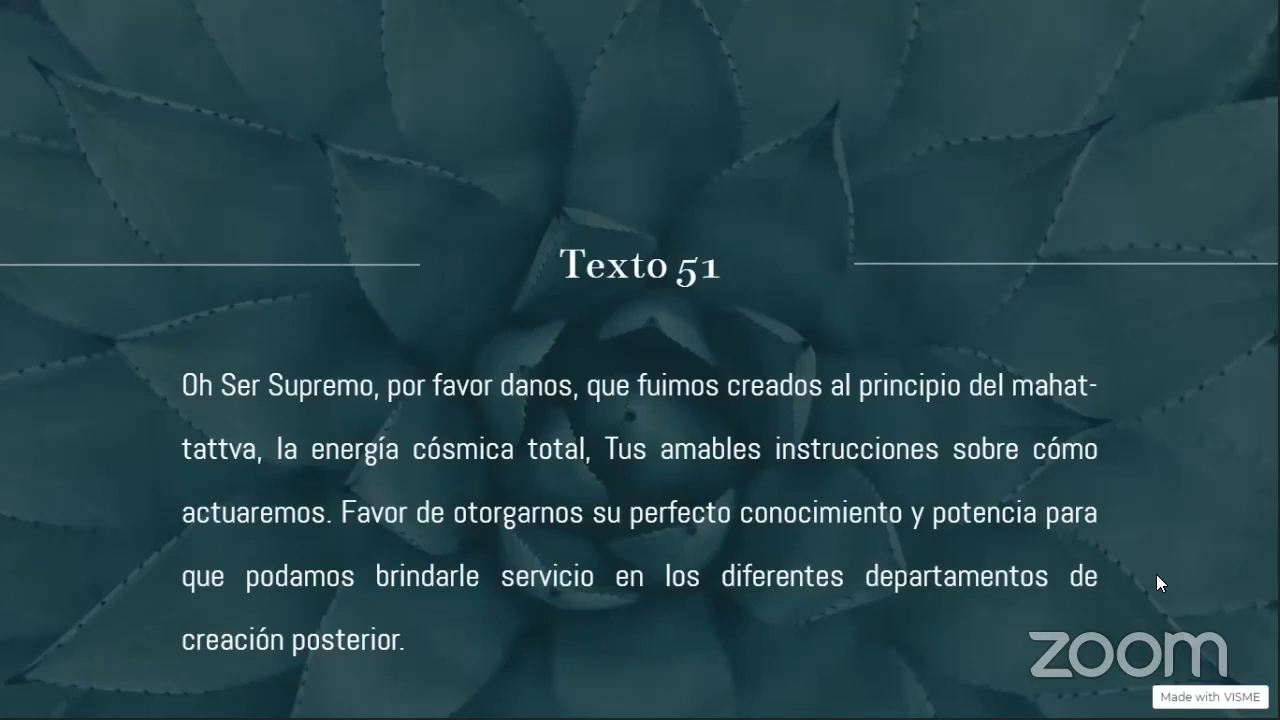 Texto 51
Oh Ser Supremo, por favor danos, que fuimos creados al principio del mahat-
tattva, la energía cósmica total, Tus amables instrucciones sobre cómo
actuaremos. Favor de otorgarnos su perfecto conocimiento y potencia para
que podamos brindarle servicio en los diferentes departamentos de
creación posterior.
zoom
Made with VISME